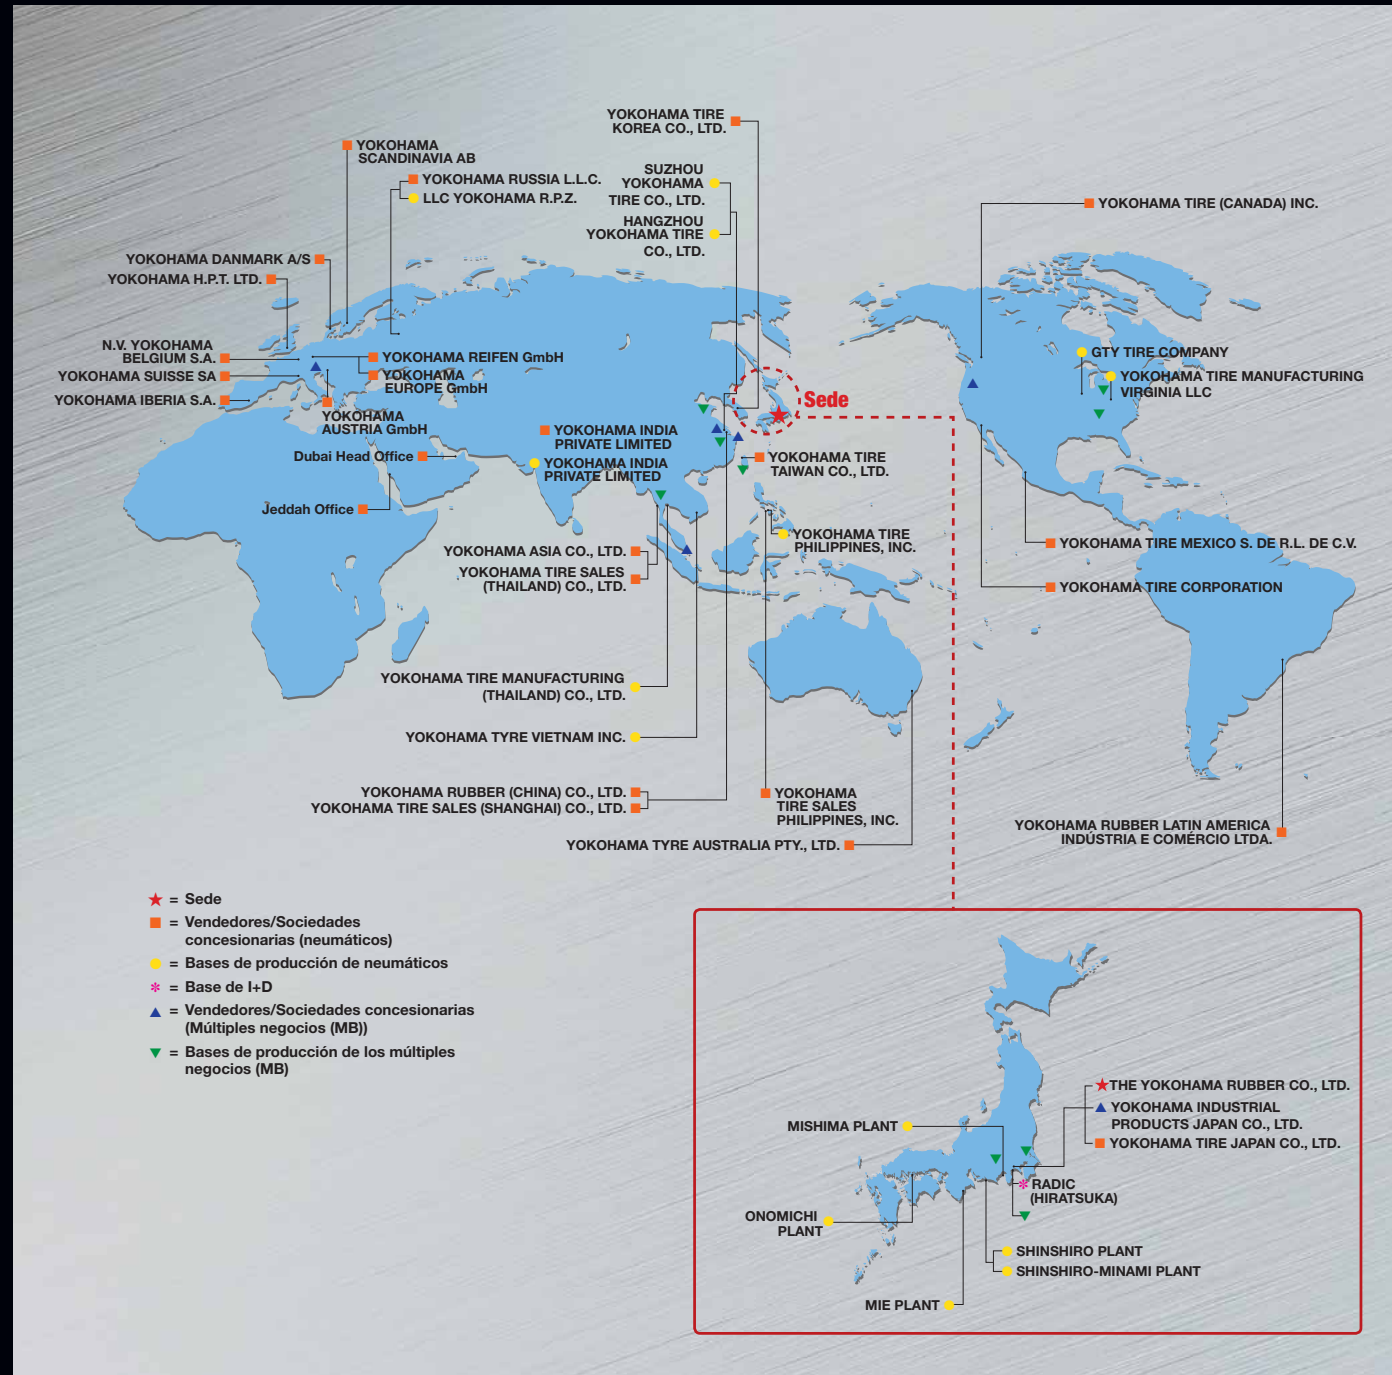 YOKOHAMA TIRE
KOREA CO., LTD.
YOKOHAMA
SCANDINAVIA AB
SUZHOU
YOKOHAMA
TIRE CO., LTD.
YOKOHAMA RUSSIA L.L.C.
LLC YOKOHAMA R.P.Z.
HANGZHOU
YOKOHAMA TIRE
CO., LTD.
YOKOHAMA TIRE (CANADA) INC.
YOKOHAMA DANMARK A/S
YOKOHAMA H.P.T. LTD.
N.V. YOKOHAMA
BELGIUM S.A.
YOKOHAMA SUISSE SA
YOKOHAMA IBERIA S.A.
YOKOHAMA REIFEN GmbH
YOKOHAMA
EUROPE GmbH
YOKOHAMA
AUSTRIA GmbH
GTY TIRE COMPANY
YOKOHAMA TIRE MANUFACTURING
VIRGINIA LLC
Sede
YOKOHAMA INDIA
PRIVATE LIMITED
YOKOHAMA INDIA
PRIVATE LIMITED
Dubai Head Office
Jeddah Office
YOKOHAMA TIRE
TAIWAN CO., LTD.
YOKOHAMA TIRE
PHILIPPINES, INC.
YOKOHAMA ASIA CO., LTD.
YOKOHAMA TIRE SALES
(THAILAND) CO., LTD.
YOKOHAMA TIRE MEXICO S. DE R.L. DE C.V.
YOKOHAMA TIRE CORPORATION
YOKOHAMA TIRE MANUFACTURING
(THAILAND) CO., LTD.
YOKOHAMA TYRE VIETNAM INC.
YOKOHAMA RUBBER (CHINA) CO., LTD.
YOKOHAMA TIRE SALES (SHANGHAI) CO., LTD.
YOKOHAMA
TIRE SALES
PHILIPPINES, INC.
YOKOHAMA TYRE AUSTRALIA PTY., LTD.
YOKOHAMA RUBBER LATIN AMERICA
INDÚSTRIA E COMÉRCIO LTDA.
★ = Sede
■ = Vendedores/Sociedades
concesionarias (neumáticos)
● = Bases de producción de neumáticos
✻ = Base de I+D
▲ = Vendedores/Sociedades concesionarias
(Múltiples negocios (MB))
▼ = Bases de producción de los múltiples
negocios (MB)
THE YOKOHAMA RUBBER CO., LTD.
YOKOHAMA INDUSTRIAL
PRODUCTS JAPAN CO., LTD.
YOKOHAMA TIRE JAPAN CO., LTD.
MISHIMA PLANT
RADIC
(HIRATSUKA)
ONOMICHI
PLANT
SHINSHIRO PLANT
SHINSHIRO-MINAMI PLANT
MIE PLANT